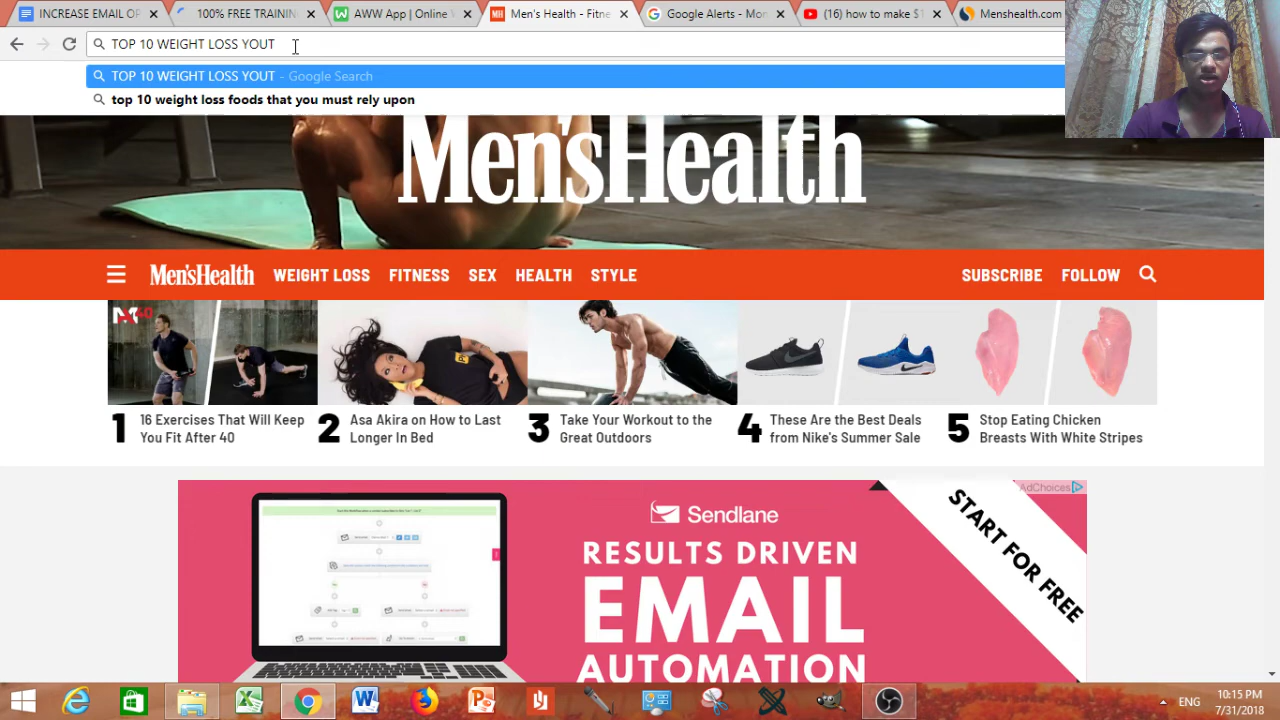 INCREASE EMAIL OP
100% FREE TRAININ
AWW App | Online W
Men's Health - Fitne
Google Alerts - Mon
(16) how to make $1
Menshealth.com
TOP 10 WEIGHT LOSS YOUT
TOP 10 WEIGHT LOSS YOUT - Google Search
top 10 weight loss foods that you must rely upon
Men'sHealth
Men'sHealth WEIGHT LOSS FITNESS SEX HEALTH STYLE SUBSCRIBE FOLLOW
1 16 Exercises That Will Keep
You Fit After 40
2 Asa Akira on How to Last
Longer In Bed
3 Take Your Workout to the
Great Outdoors
4 These Are the Best Deals
from Nike's Summer Sale
5 Stop Eating Chicken
Breasts With White Stripes
AdChoices
Sendlane
RESULTS DRIVEN
EMAIL
AUTOMATION
START FOR FREE
ENG
10:15 PM
7/31/2018